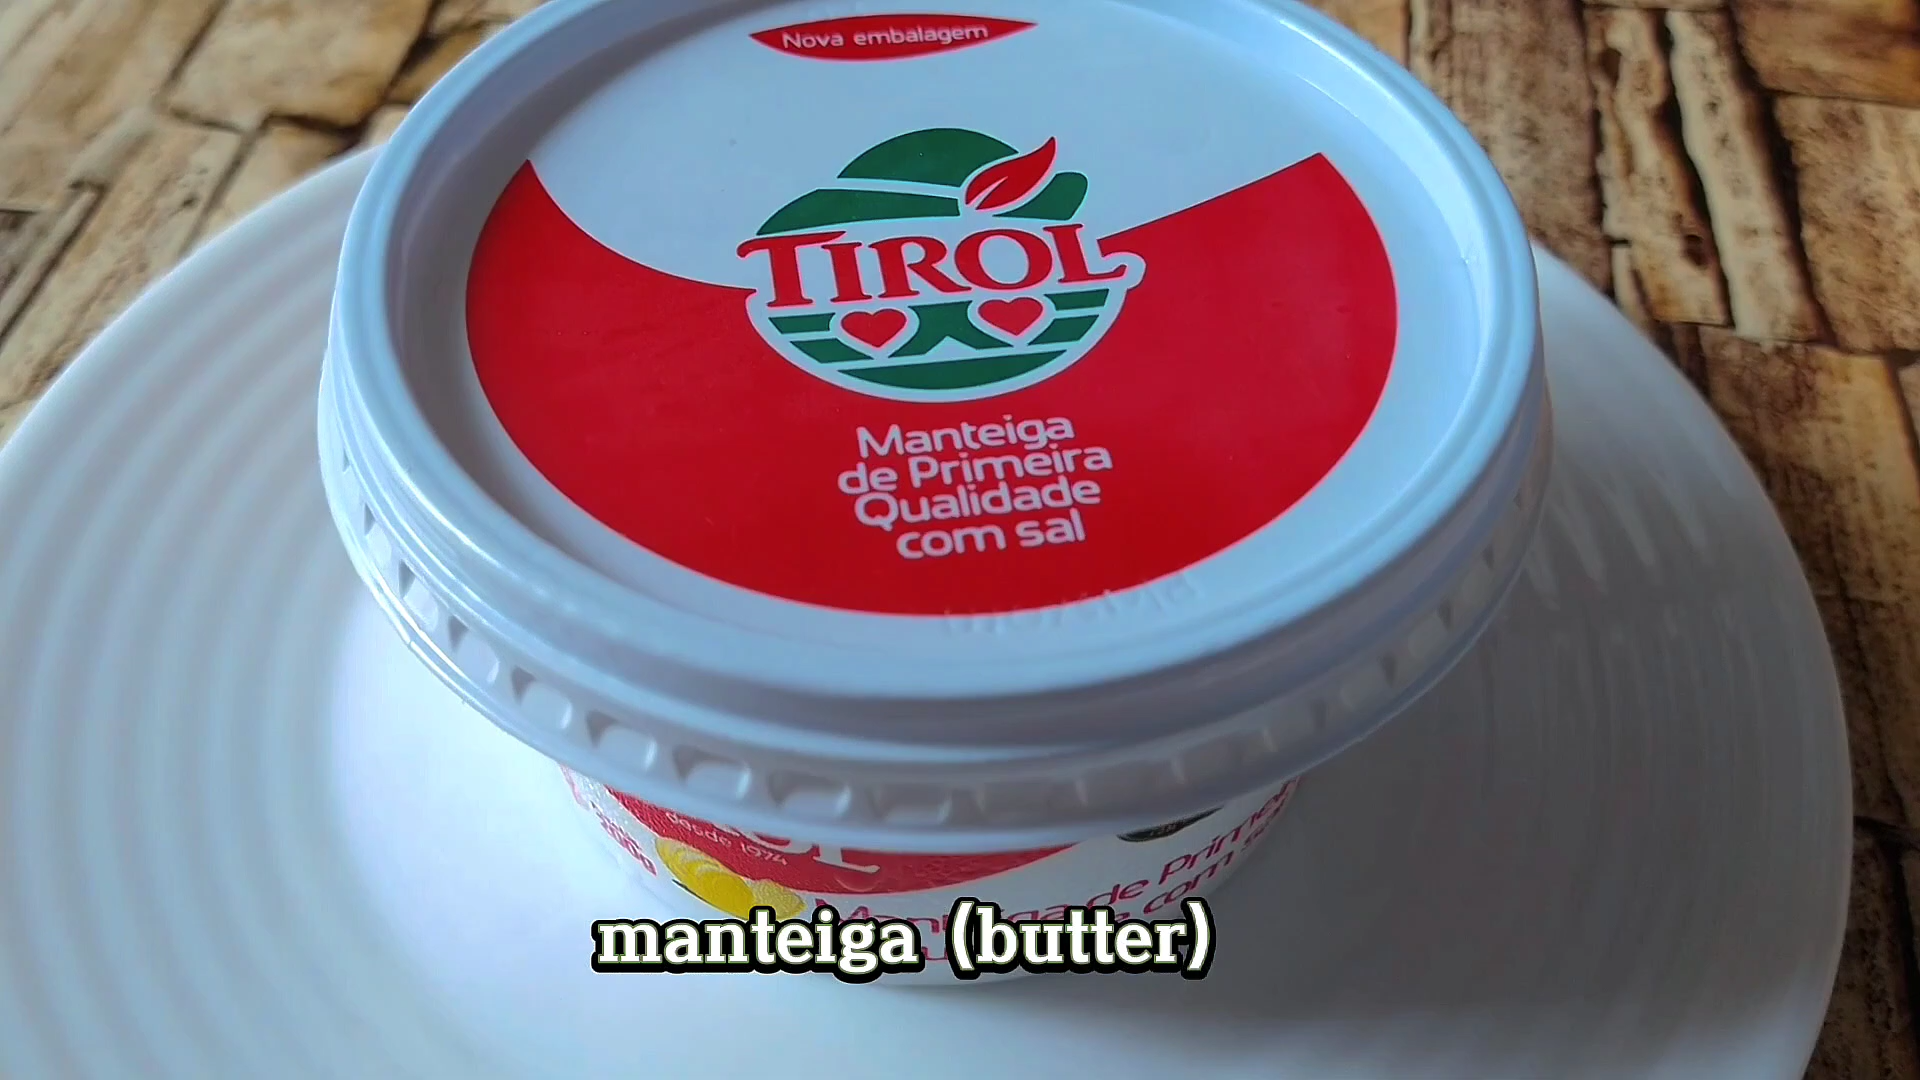 Nova embalagem
TIROL
Manteiga
de Primeira
Qualidade
com sal
desde 1974
manteiga (butter)